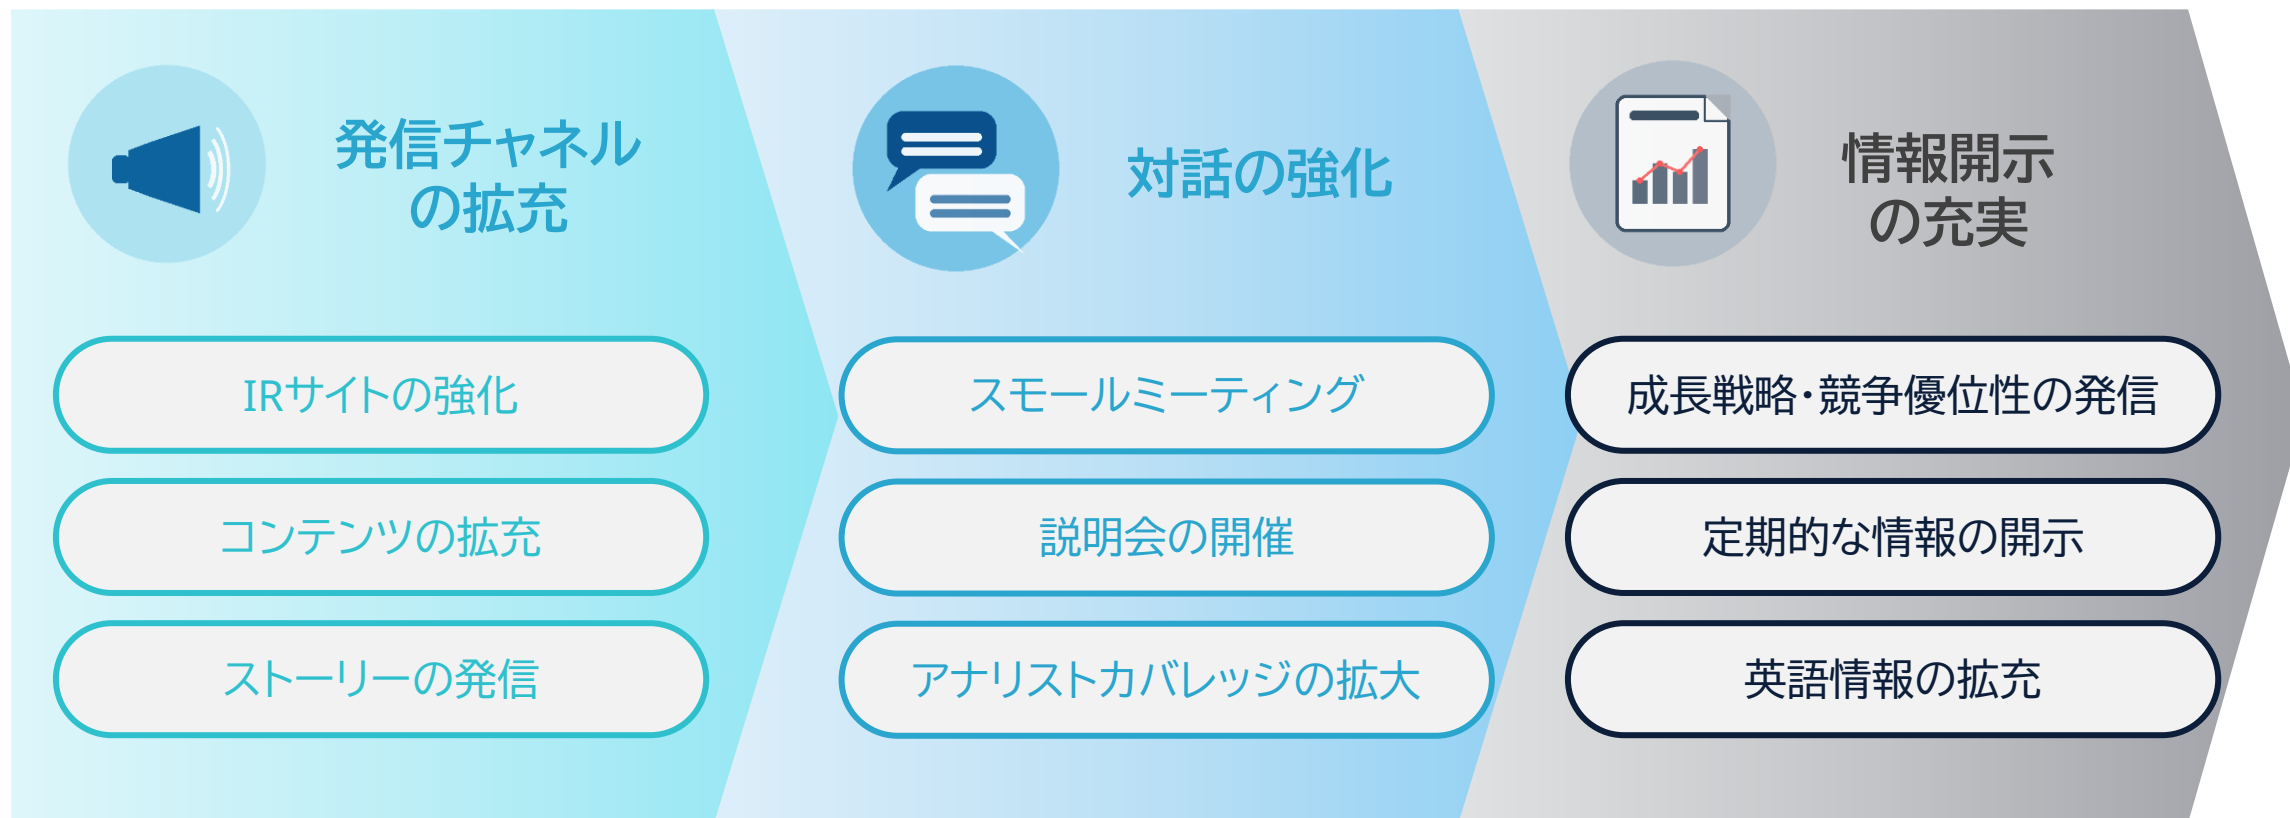 発信チャネル
の拡充
IRサイトの強化
コンテンツの拡充
ストーリーの発信
対話の強化
スモールミーティング
説明会の開催
アナリストカバレッジの拡大
情報開示
の充実
成長戦略・競争優位性の発信
定期的な情報の開示
英語情報の拡充